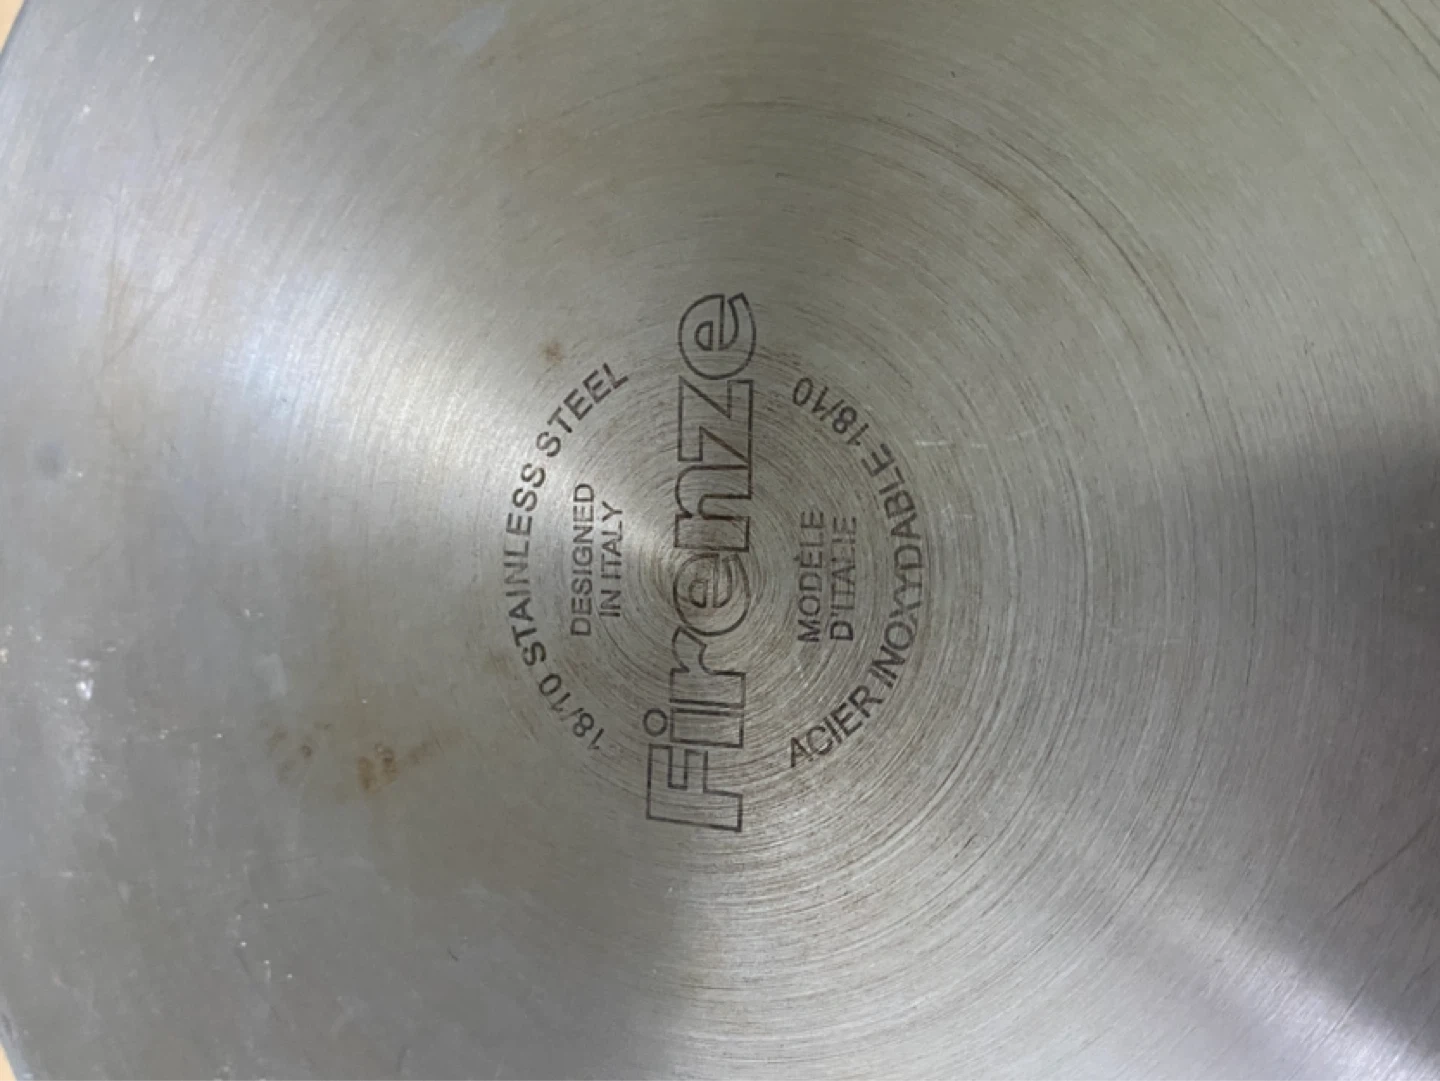 18/10 STAINLESS STEEL
DESIGNED
IN ITALY
Firenze
MODÈLE
D'ITALIE
ACIER INOXYDABLE 18/10